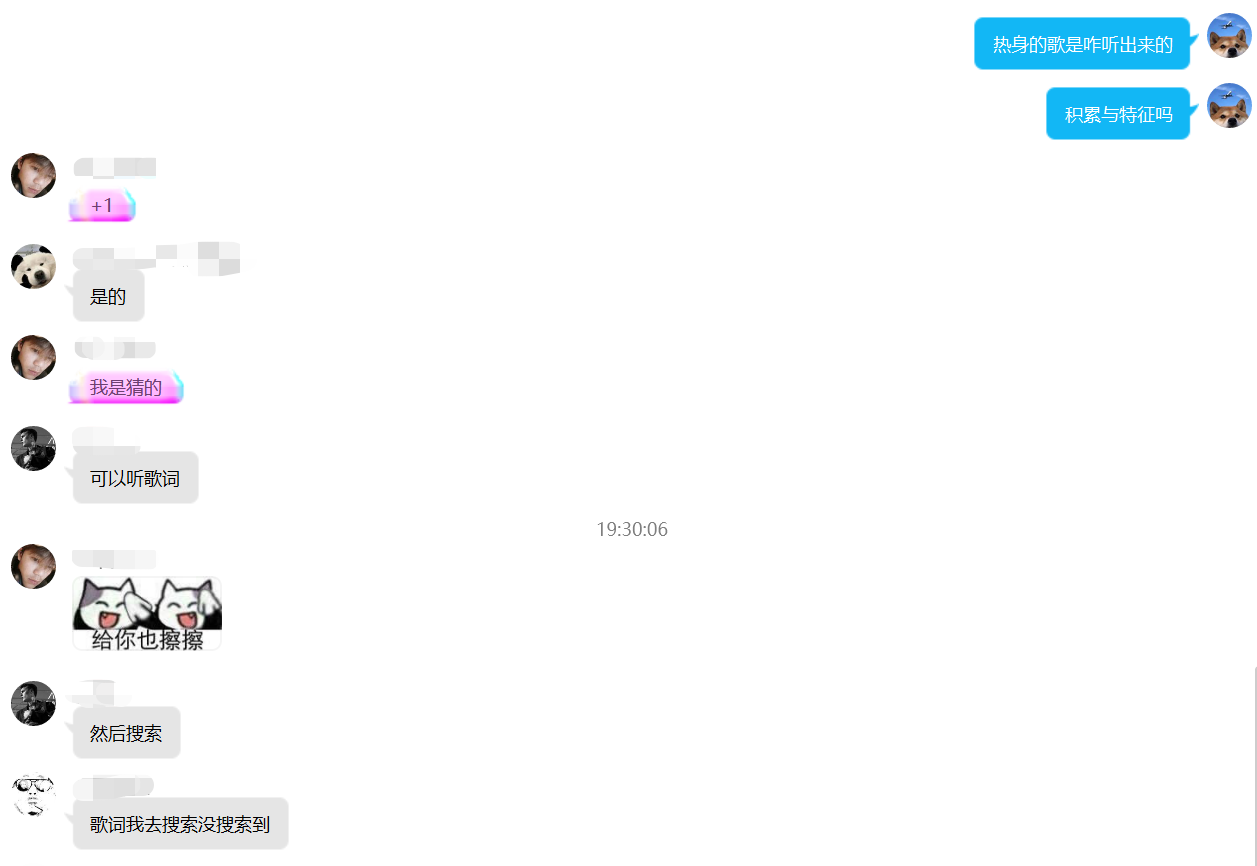 热身的歌是咋听出来的
积累与特征吗
+1
是的
我是猜的
可以听歌词
19:30:06
给你也擦擦
然后搜索
歌词我去搜索没搜索到